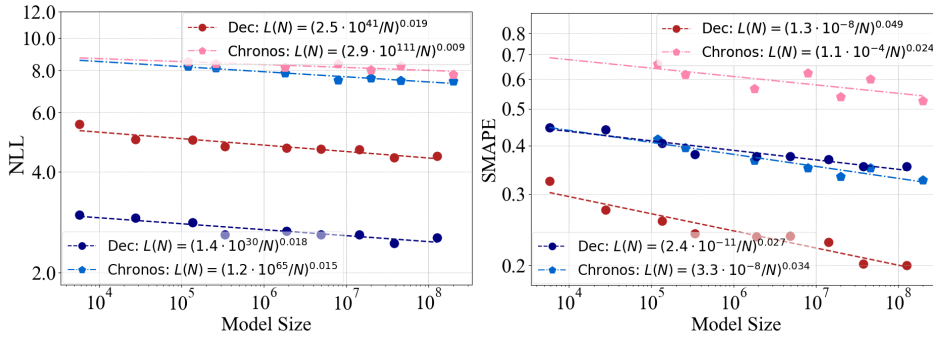 12.0
10.0
8.0
6.0
4.0
2.0
NLL
Dec: L(N) = (2.5 · 10^41/N)^0.019
Chronos: L(N) = (2.9 · 10^111/N)^0.009
Dec: L(N) = (1.4 · 10^30/N)^0.018
Chronos: L(N) = (1.2 · 10^65/N)^0.015
10^4
10^5
10^6
10^7
10^8
Model Size
0.8
0.7
0.6
0.5
0.4
0.3
0.2
SMAPE
Dec: L(N) = (1.3 · 10^−8/N)^0.049
Chronos: L(N) = (1.1 · 10^−4/N)^0.024
Dec: L(N) = (2.4 · 10^−11/N)^0.027
Chronos: L(N) = (3.3 · 10^−8/N)^0.034
10^4
10^5
10^6
10^7
10^8
Model Size